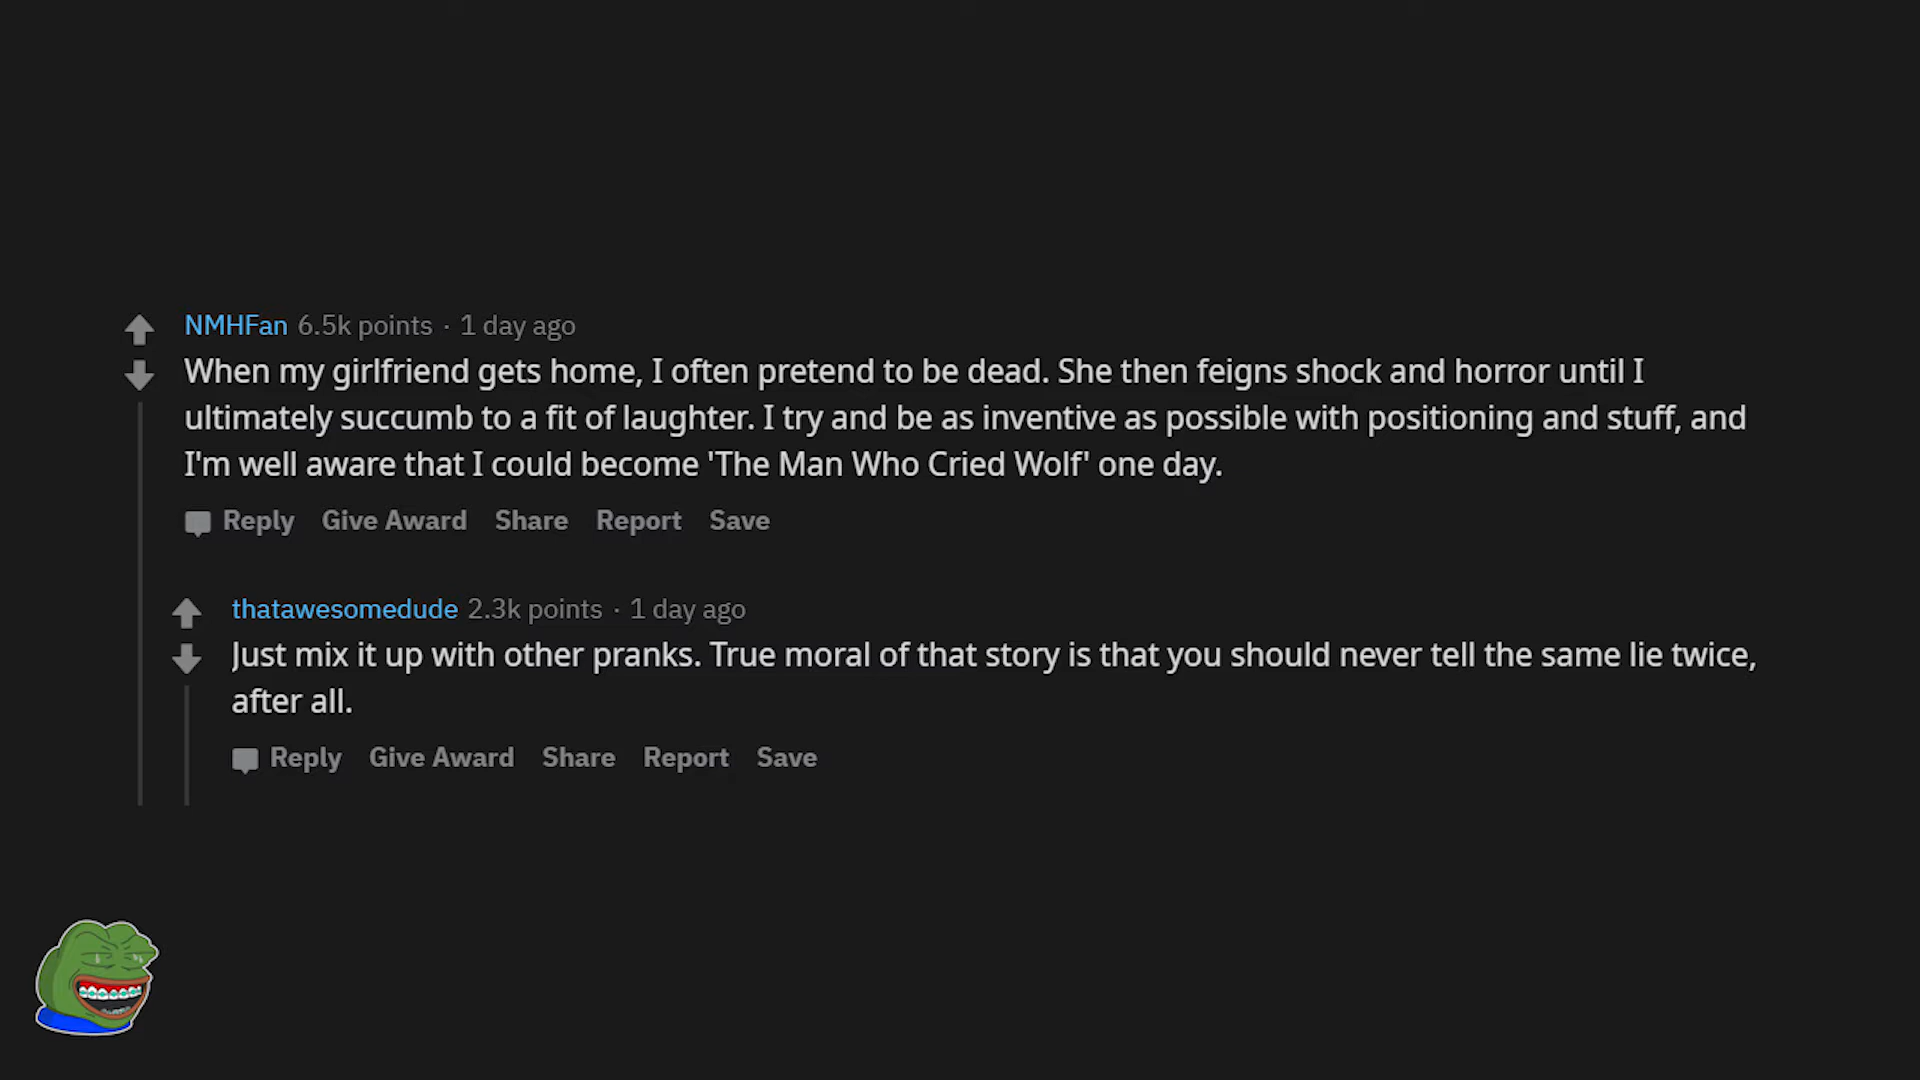 NMHFan 6.5k points · 1 day ago
When my girlfriend gets home, I often pretend to be dead. She then feigns shock and horror until I
ultimately succumb to a fit of laughter. I try and be as inventive as possible with positioning and stuff, and
I'm well aware that I could become 'The Man Who Cried Wolf' one day.
Reply Give Award Share Report Save
thatawesomedude 2.3k points · 1 day ago
Just mix it up with other pranks. True moral of that story is that you should never tell the same lie twice,
after all.
Reply Give Award Share Report Save